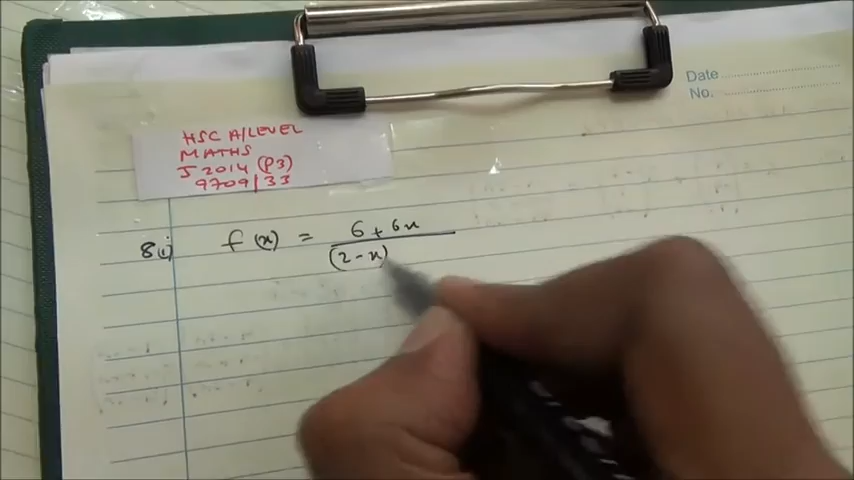 Date
No.
HSC A/LEVEL
MATHS
J 2014 (P3)
9709/33
8(i) f(x) = 6+6x
(2-x)